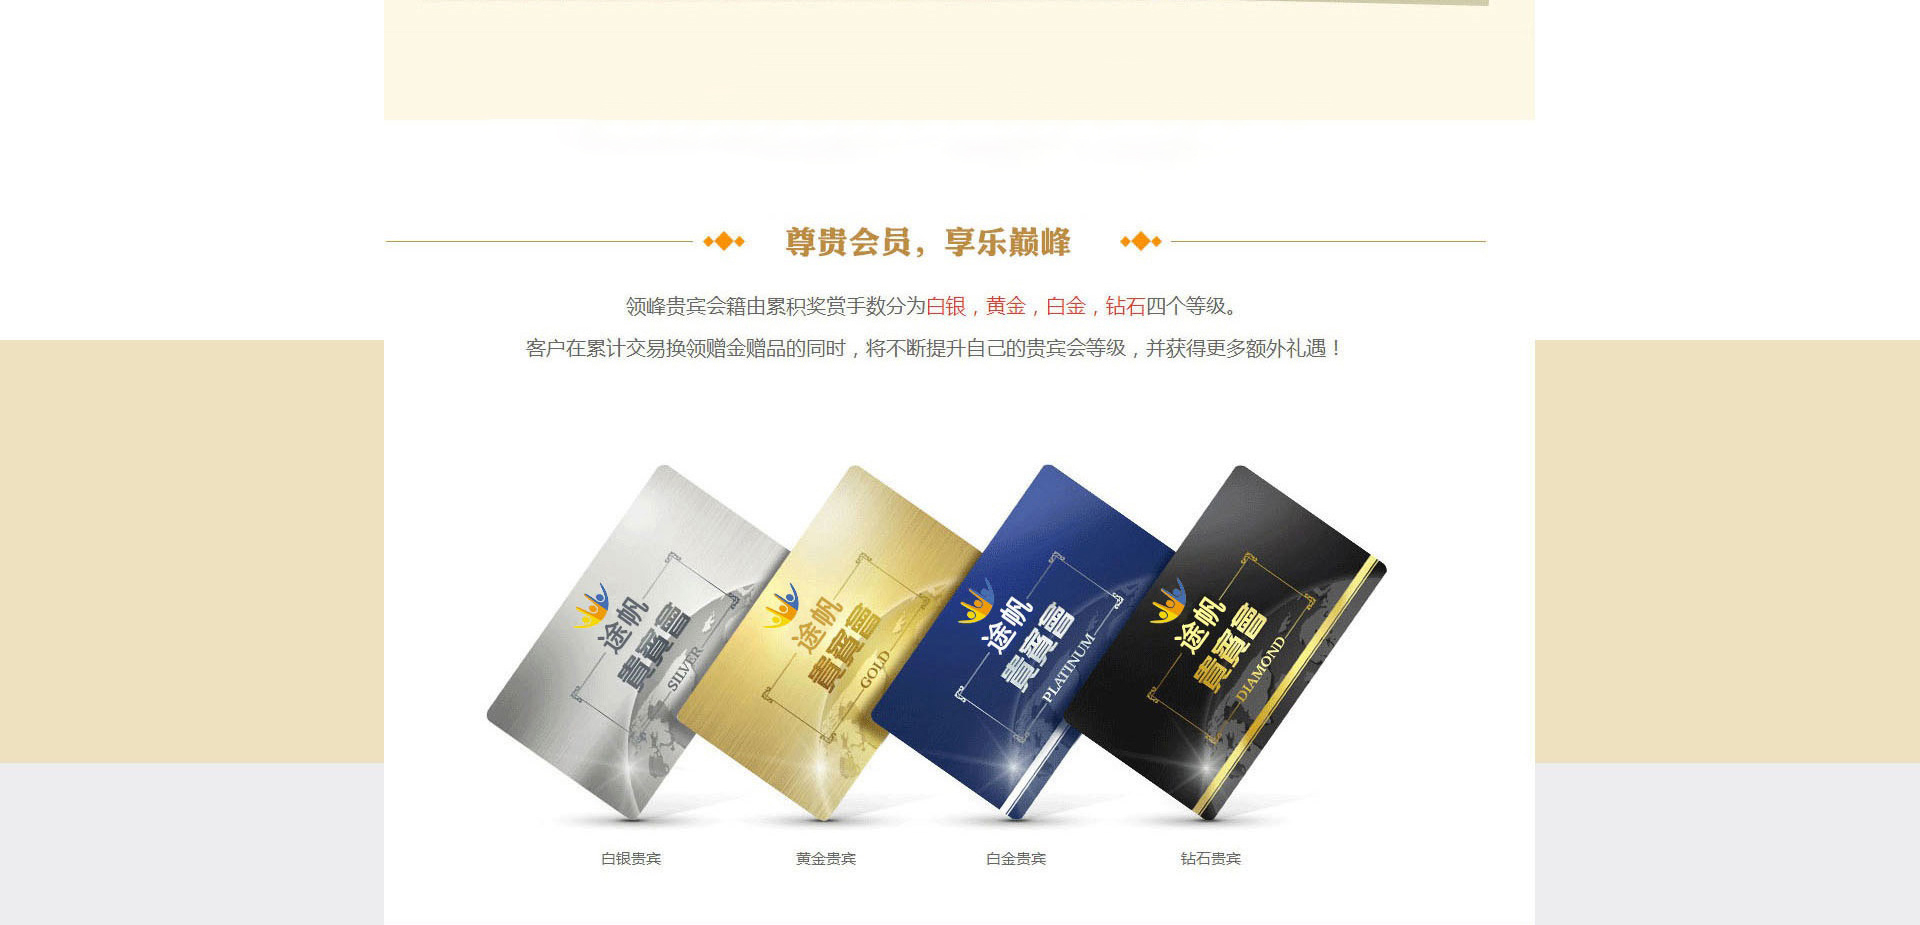 尊贵会员，享乐巅峰
领峰贵宾会籍由累积奖赏手数分为白银，黄金，白金，钻石四个等级。
客户在累计交易换领赠金赠品的同时，将不断提升自己的贵宾会等级，并获得更多额外礼遇！
途帆
貴賓會
SILVER
途帆
貴賓會
GOLD
途帆
貴賓會
PLATINUM
途帆
貴賓會
DIAMOND
白银贵宾
黄金贵宾
白金贵宾
钻石贵宾